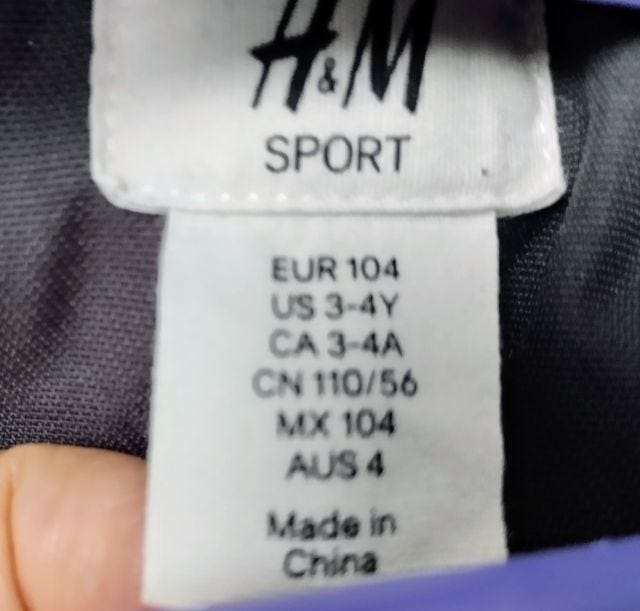 H&M
SPORT
EUR 104
US 3-4Y
CA 3-4A
CN 110/56
MX 104
AUS 4
Made in
China